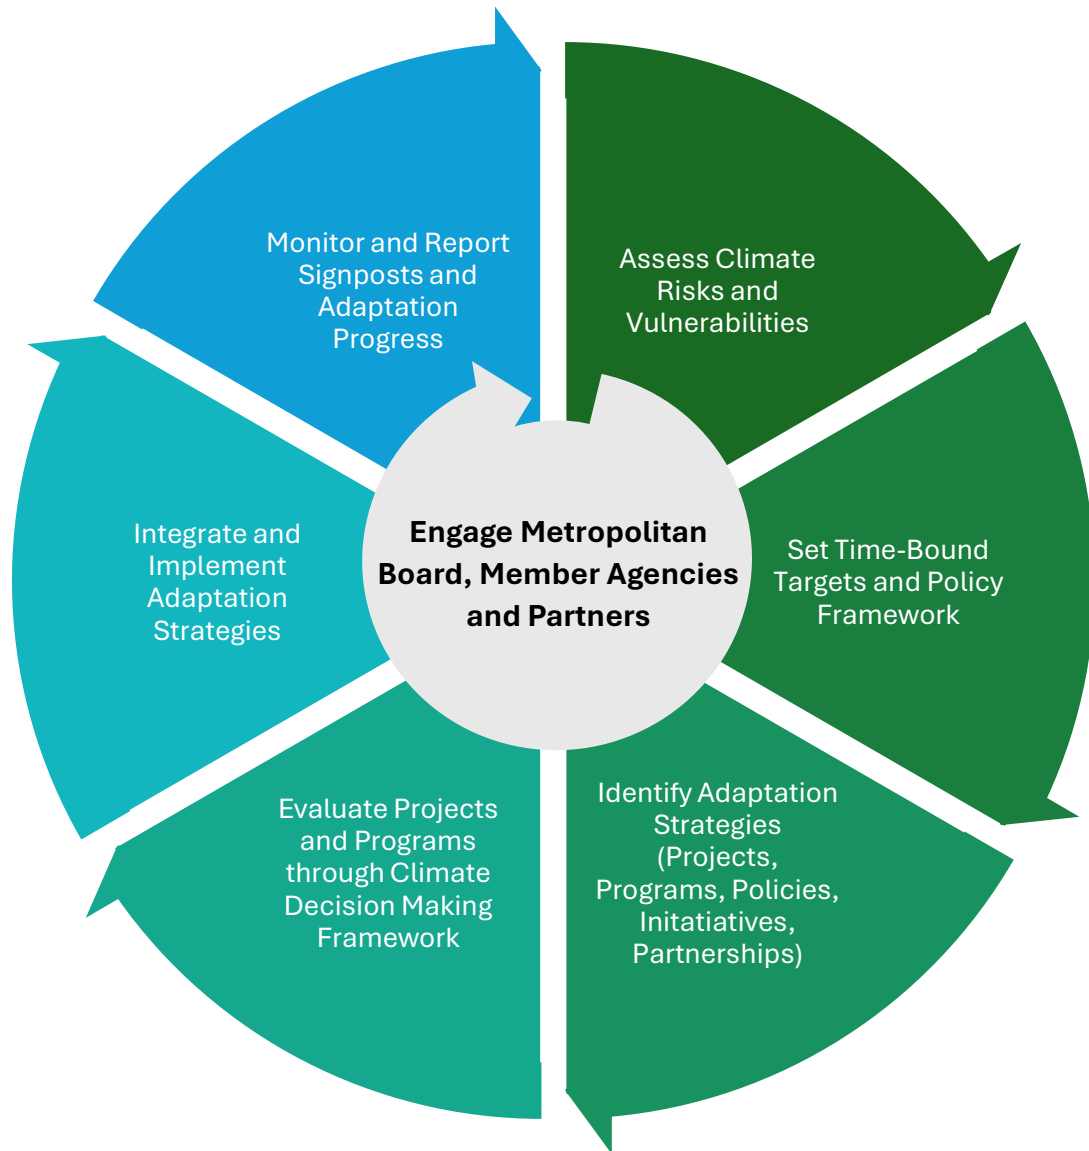 Monitor and Report
Signposts and
Adaptation
Progress
Assess Climate
Risks and
Vulnerabilities
Set Time-Bound
Targets and Policy
Framework
Identify Adaptation
Strategies
(Projects,
Programs, Policies,
Initatiatives,
Partnerships)
Evaluate Projects
and Programs
through Climate
Decision Making
Framework
Integrate and
Implement
Adaptation
Strategies
Engage Metropolitan
Board, Member Agencies
and Partners